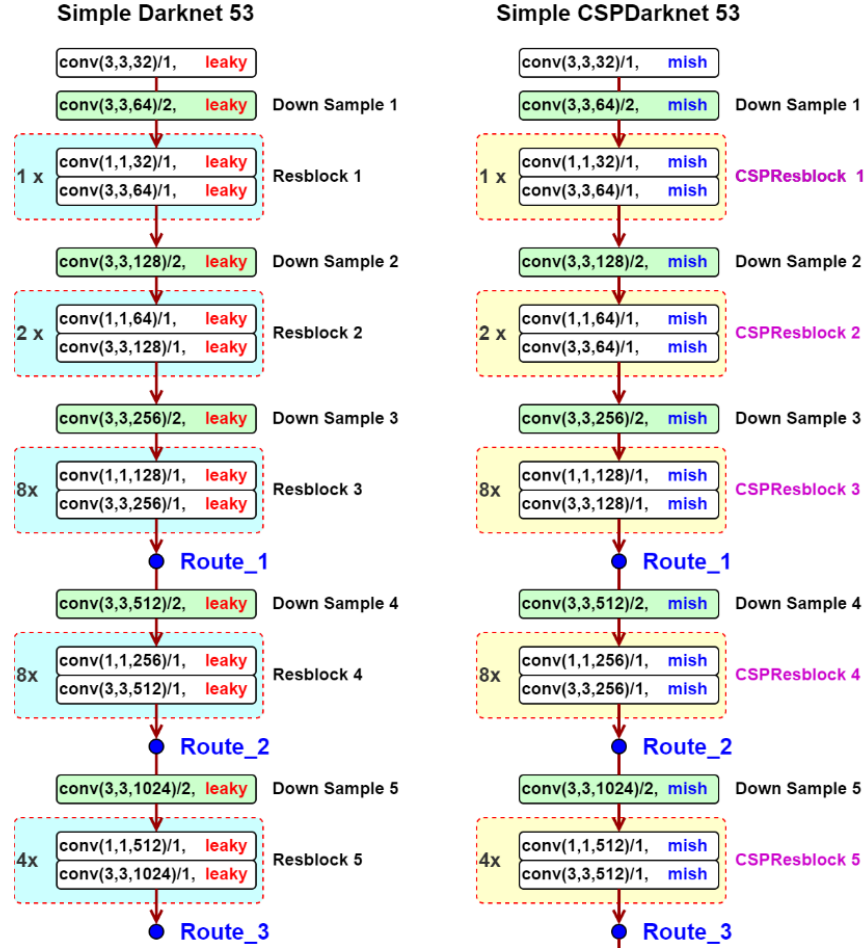 Simple Darknet 53
conv(3,3,32)/1, leaky
conv(3,3,64)/2, leaky Down Sample 1
1 x
conv(1,1,32)/1, leaky
conv(3,3,64)/1, leaky
Resblock 1
conv(3,3,128)/2, leaky Down Sample 2
2 x
conv(1,1,64)/1, leaky
conv(3,3,128)/1, leaky
Resblock 2
conv(3,3,256)/2, leaky Down Sample 3
8x
conv(1,1,128)/1, leaky
conv(3,3,256)/1, leaky
Resblock 3
Route_1
conv(3,3,512)/2, leaky Down Sample 4
8x
conv(1,1,256)/1, leaky
conv(3,3,512)/1, leaky
Resblock 4
Route_2
conv(3,3,1024)/2, leaky Down Sample 5
4x
conv(1,1,512)/1, leaky
conv(3,3,1024)/1, leaky
Resblock 5
Route_3
Simple CSPDarknet 53
conv(3,3,32)/1, mish
conv(3,3,64)/2, mish Down Sample 1
1 x
conv(1,1,32)/1, mish
conv(3,3,64)/1, mish
CSPResblock 1
conv(3,3,128)/2, mish Down Sample 2
2 x
conv(1,1,64)/1, mish
conv(3,3,64)/1, mish
CSPResblock 2
conv(3,3,256)/2, mish Down Sample 3
8x
conv(1,1,128)/1, mish
conv(3,3,128)/1, mish
CSPResblock 3
Route_1
conv(3,3,512)/2, mish Down Sample 4
8x
conv(1,1,256)/1, mish
conv(3,3,256)/1, mish
CSPResblock 4
Route_2
conv(3,3,1024)/2, mish Down Sample 5
4x
conv(1,1,512)/1, mish
conv(3,3,512)/1, mish
CSPResblock 5
Route_3